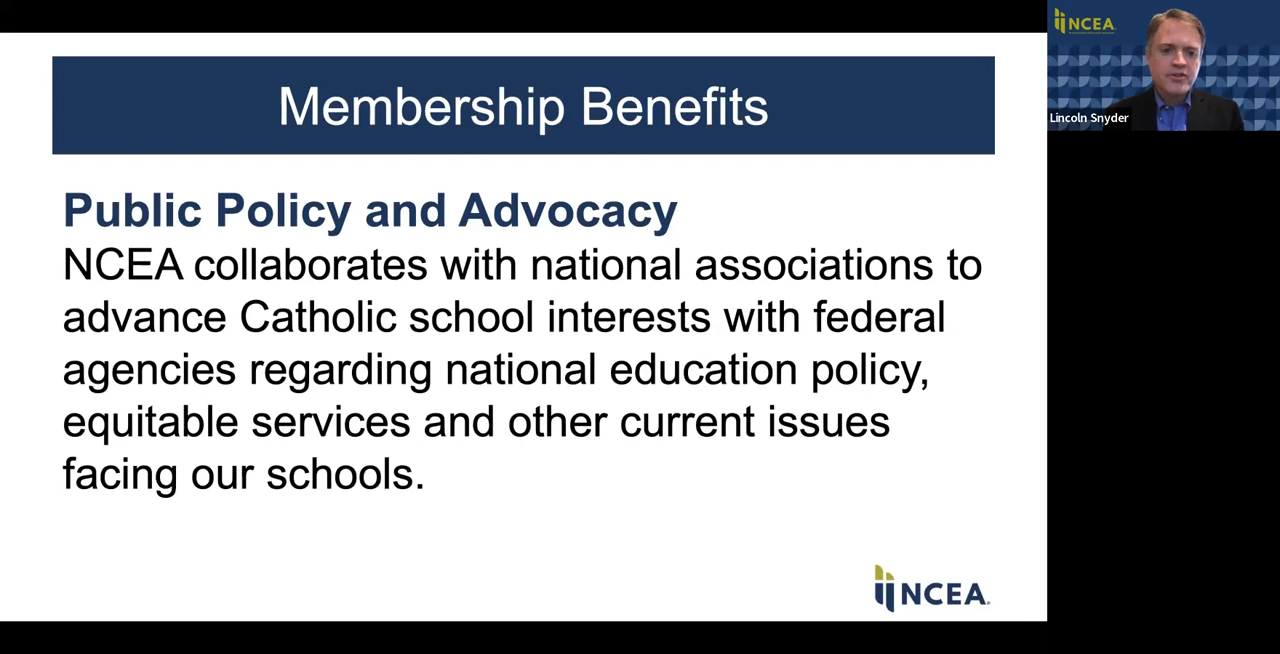 Membership Benefits
Public Policy and Advocacy
NCEA collaborates with national associations to
advance Catholic school interests with federal
agencies regarding national education policy,
equitable services and other current issues
facing our schools.
NCEA
NCEA
Lincoln Snyder